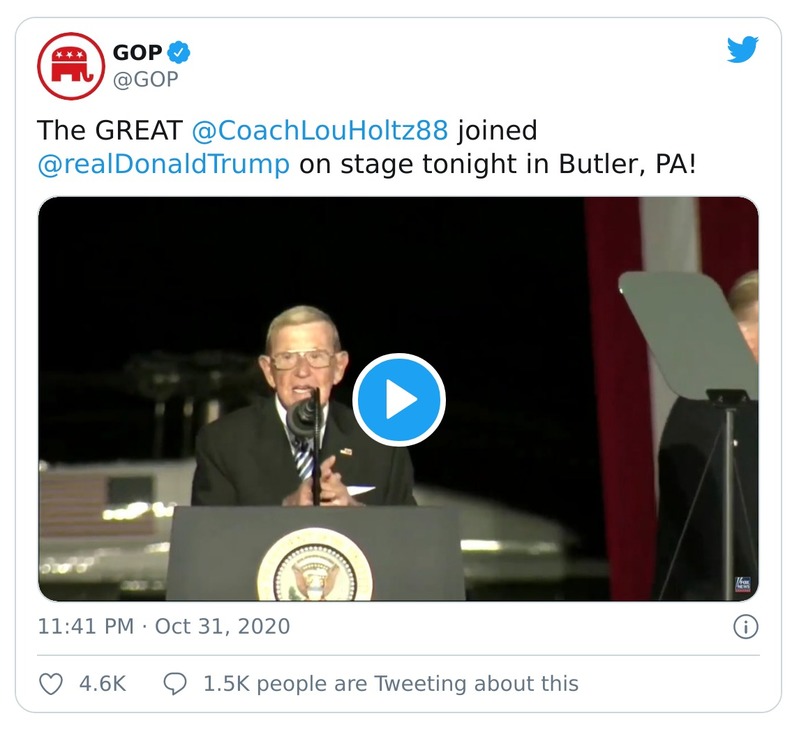 GOP
@GOP
The GREAT @CoachLouHoltz88 joined
@realDonaldTrump on stage tonight in Butler, PA!
FOX
NEWS
11:41 PM · Oct 31, 2020
4.6K 1.5K people are Tweeting about this